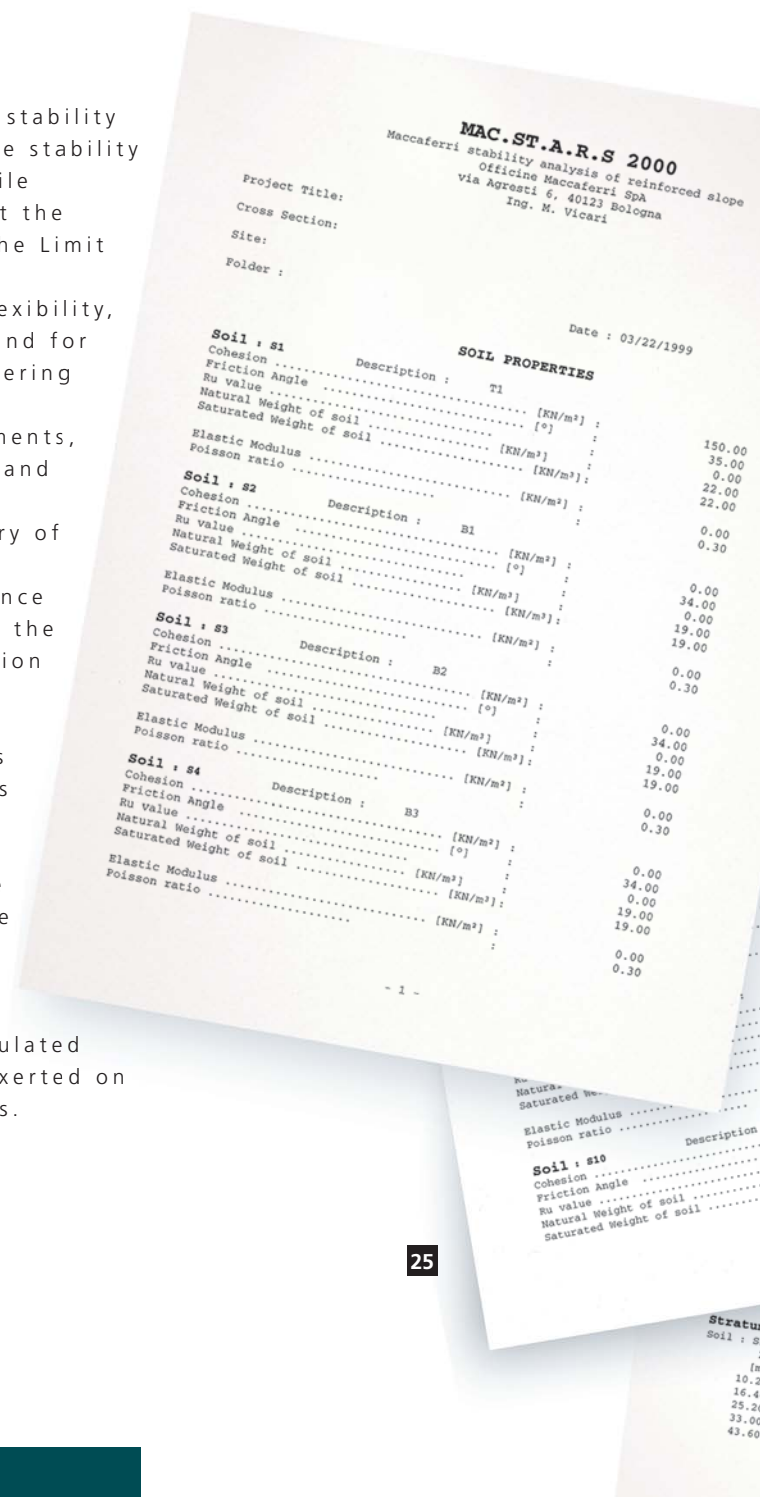 stability
e stability
ile
t the
he Limit
exibility,
nd for
ering
ments,
and
ry of
nce
the
ion
s
s
e
ulated
xerted on
s.
MAC.ST.A.R.S 2000
Maccaferri stability analysis of reinforced slope
Officine Maccaferri SpA
via Agresti 6, 40123 Bologna
Ing. M. Vicari
Project Title:
Cross Section:
Site:
Folder :
Date : 03/22/1999
SOIL PROPERTIES
Soil : S1 Description : T1
Cohesion ........................................ [KN/m²] : 150.00
Friction Angle ................................ [°] : 35.00
Ru value .................................... : 0.00
Natural Weight of soil ................. [KN/m³] : 22.00
Saturated Weight of soil ..................... [KN/m³]: 22.00
Elastic Modulus ................................ [KN/m²] : 0.00
Poisson ratio ...................... : 0.30
Soil : S2 Description : B1
Cohesion ........................................ [KN/m²] : 0.00
Friction Angle ................................ [°] : 34.00
Ru value .................................... : 0.00
Natural Weight of soil ................. [KN/m³] : 19.00
Saturated Weight of soil ..................... [KN/m³]: 19.00
Elastic Modulus ................................ [KN/m²] : 0.00
Poisson ratio ...................... : 0.30
Soil : S3 Description : B2
Cohesion ........................................ [KN/m²] : 0.00
Friction Angle ................................ [°] : 34.00
Ru value .................................... : 0.00
Natural Weight of soil ................. [KN/m³] : 19.00
Saturated Weight of soil ..................... [KN/m³]: 19.00
Elastic Modulus ................................ [KN/m²] : 0.00
Poisson ratio ...................... : 0.30
Soil : S4 Description : B3
Cohesion ........................................ [KN/m²] : 0.00
Friction Angle ................................ [°] : 34.00
Ru value .................................... : 0.00
Natural Weight of soil ................. [KN/m³] : 19.00
Saturated Weight of soil ..................... [KN/m³]: 19.00
Elastic Modulus ................................ [KN/m²] : 0.00
Poisson ratio ...................... : 0.30
- 1 -
Natura
Saturated We
Elastic Modulus ................
Poisson ratio ...................
Soil : S10 Description
Cohesion ........................
Friction Angle ....................
Ru value ........................
Natural Weight of soil ............
Saturated Weight of soil ........
25
Stratu
Soil : S
[m
10.2
16.4
25.20
33.00
43.60